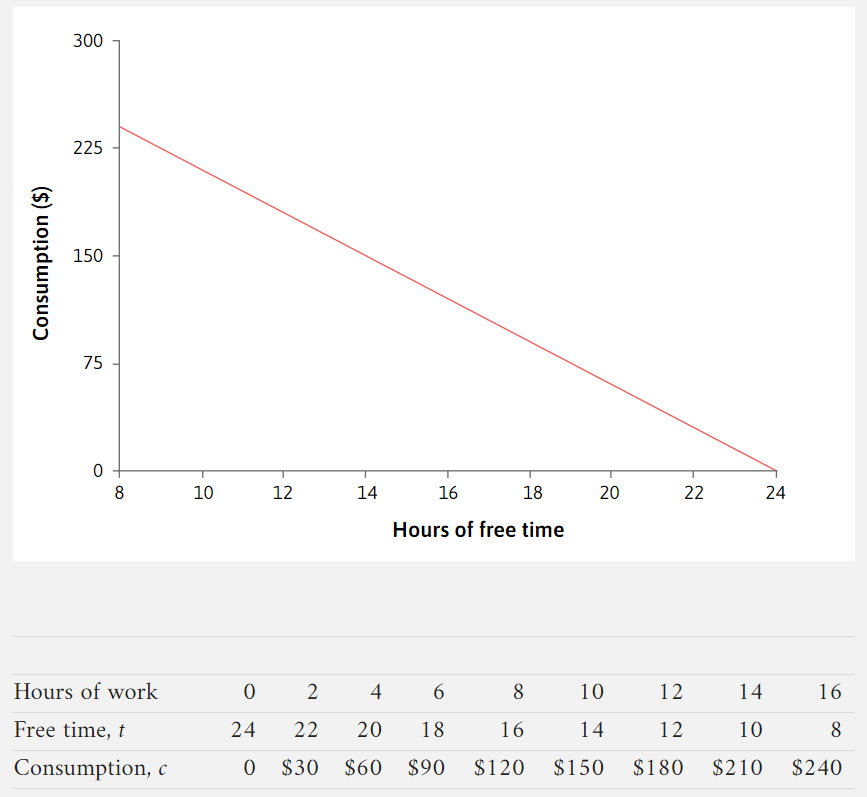 300
225
150
75
0
Consumption ($)
8 10 12 14 16 18 20 22 24
Hours of free time
Hours of work 0 2 4 6 8 10 12 14 16
Free time, t 24 22 20 18 16 14 12 10 8
Consumption, c 0 $30 $60 $90 $120 $150 $180 $210 $240